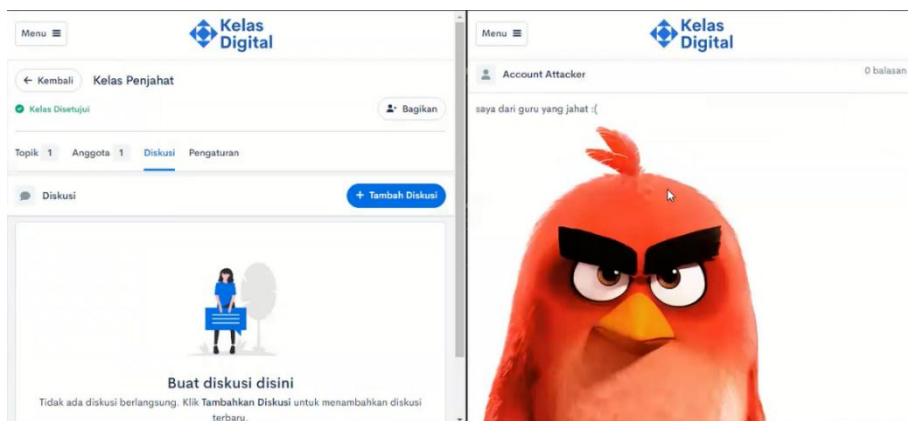 Menu
Kelas
Digital
← Kembali
Kelas Penjahat
Kelas Disetujui
Bagikan
Topik 1
Anggota 1
Diskusi
Pengaturan
Diskusi
+ Tambah Diskusi
Buat diskusi disini
Tidak ada diskusi berlangsung. Klik Tambahkan Diskusi untuk menambahkan diskusi
terbaru.
Menu
Kelas
Digital
Account Attacker
0 balasan
saya dari guru yang jahat :(